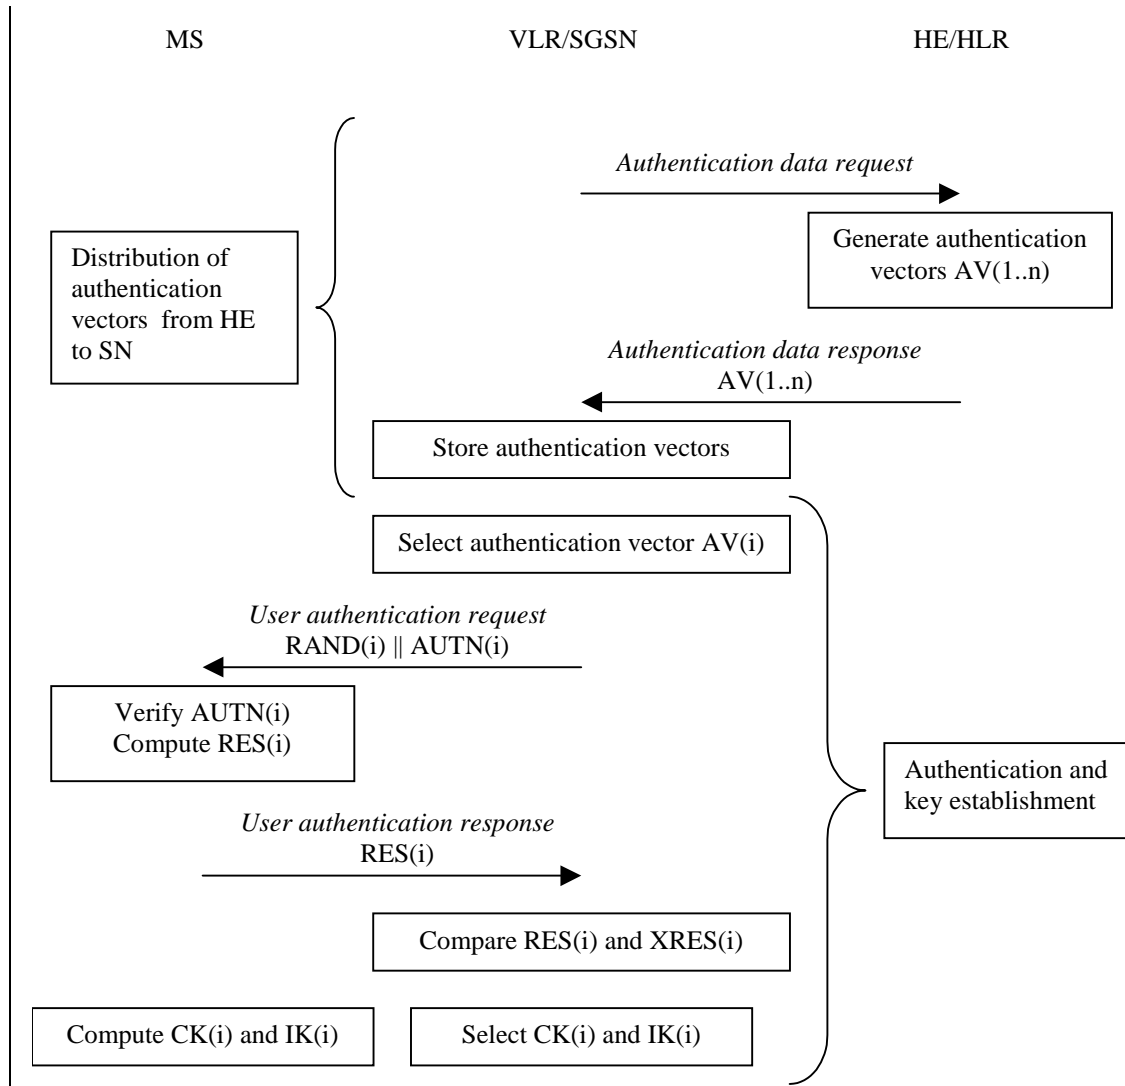 MS
VLR/SGSN
HE/HLR
Authentication data request
Generate authentication
vectors AV(1..n)
Distribution of
authentication
vectors  from HE
to SN
Authentication data response
AV(1..n)
Store authentication vectors
Select authentication vector AV(i)
User authentication request
RAND(i) || AUTN(i)
Verify AUTN(i)
Compute RES(i)
Authentication and
key establishment
User authentication response
RES(i)
Compare RES(i) and XRES(i)
Compute CK(i) and IK(i)
Select CK(i) and IK(i)